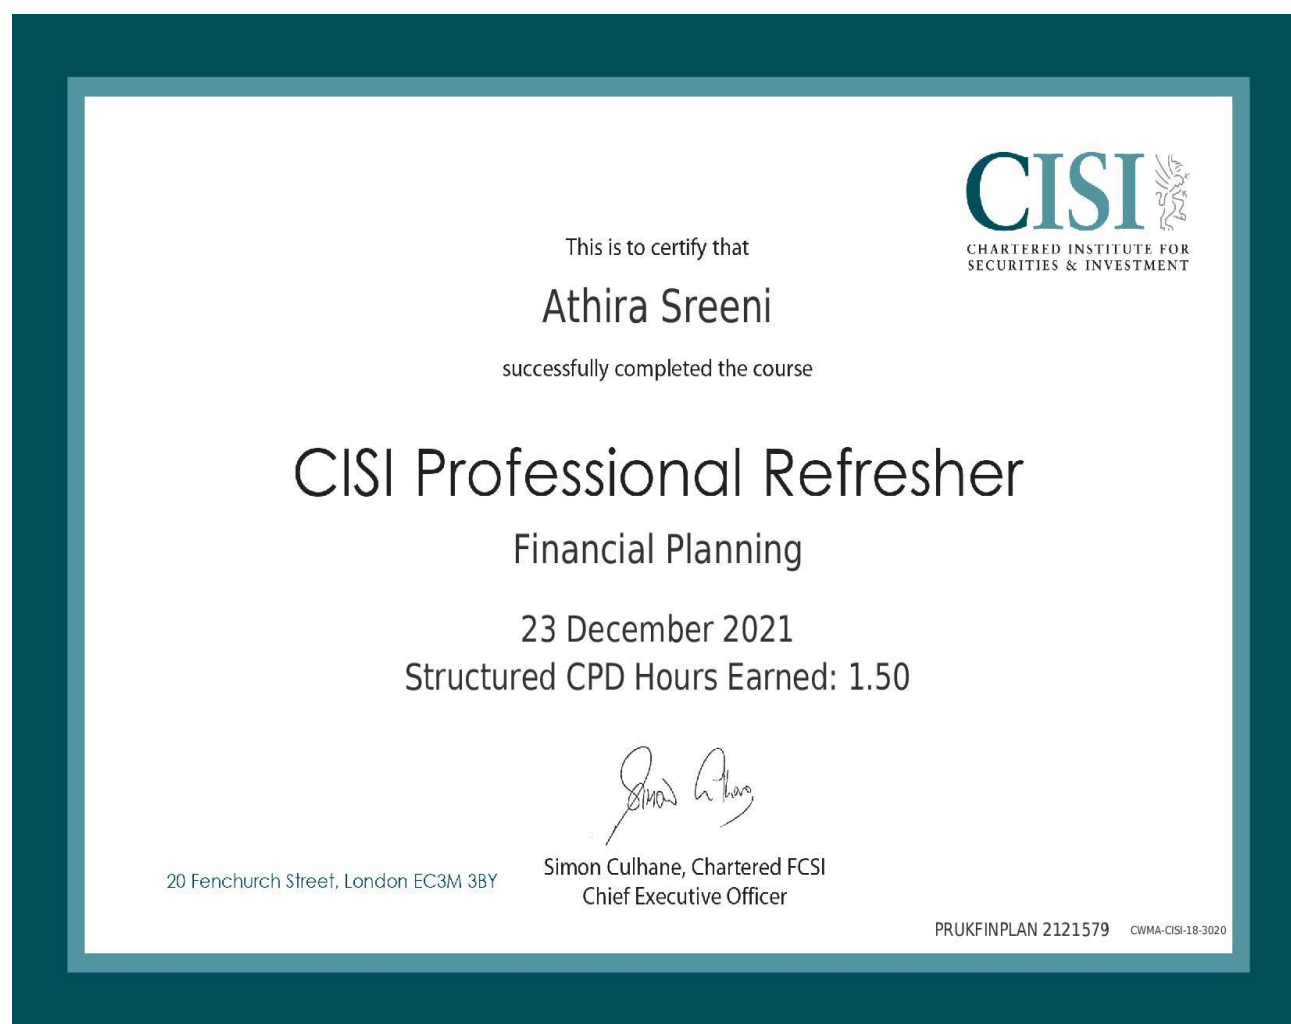 CISI
CHARTERED INSTITUTE FOR
SECURITIES & INVESTMENT
This is to certify that
Athira Sreeni
successfully completed the course
CISI Professional Refresher
Financial Planning
23 December 2021
Structured CPD Hours Earned: 1.50
Simon Culhane, Chartered FCSI
Chief Executive Officer
20 Fenchurch Street, London EC3M 3BY
PRUKFINPLAN 2121579 CWMA-CISI-18-3020